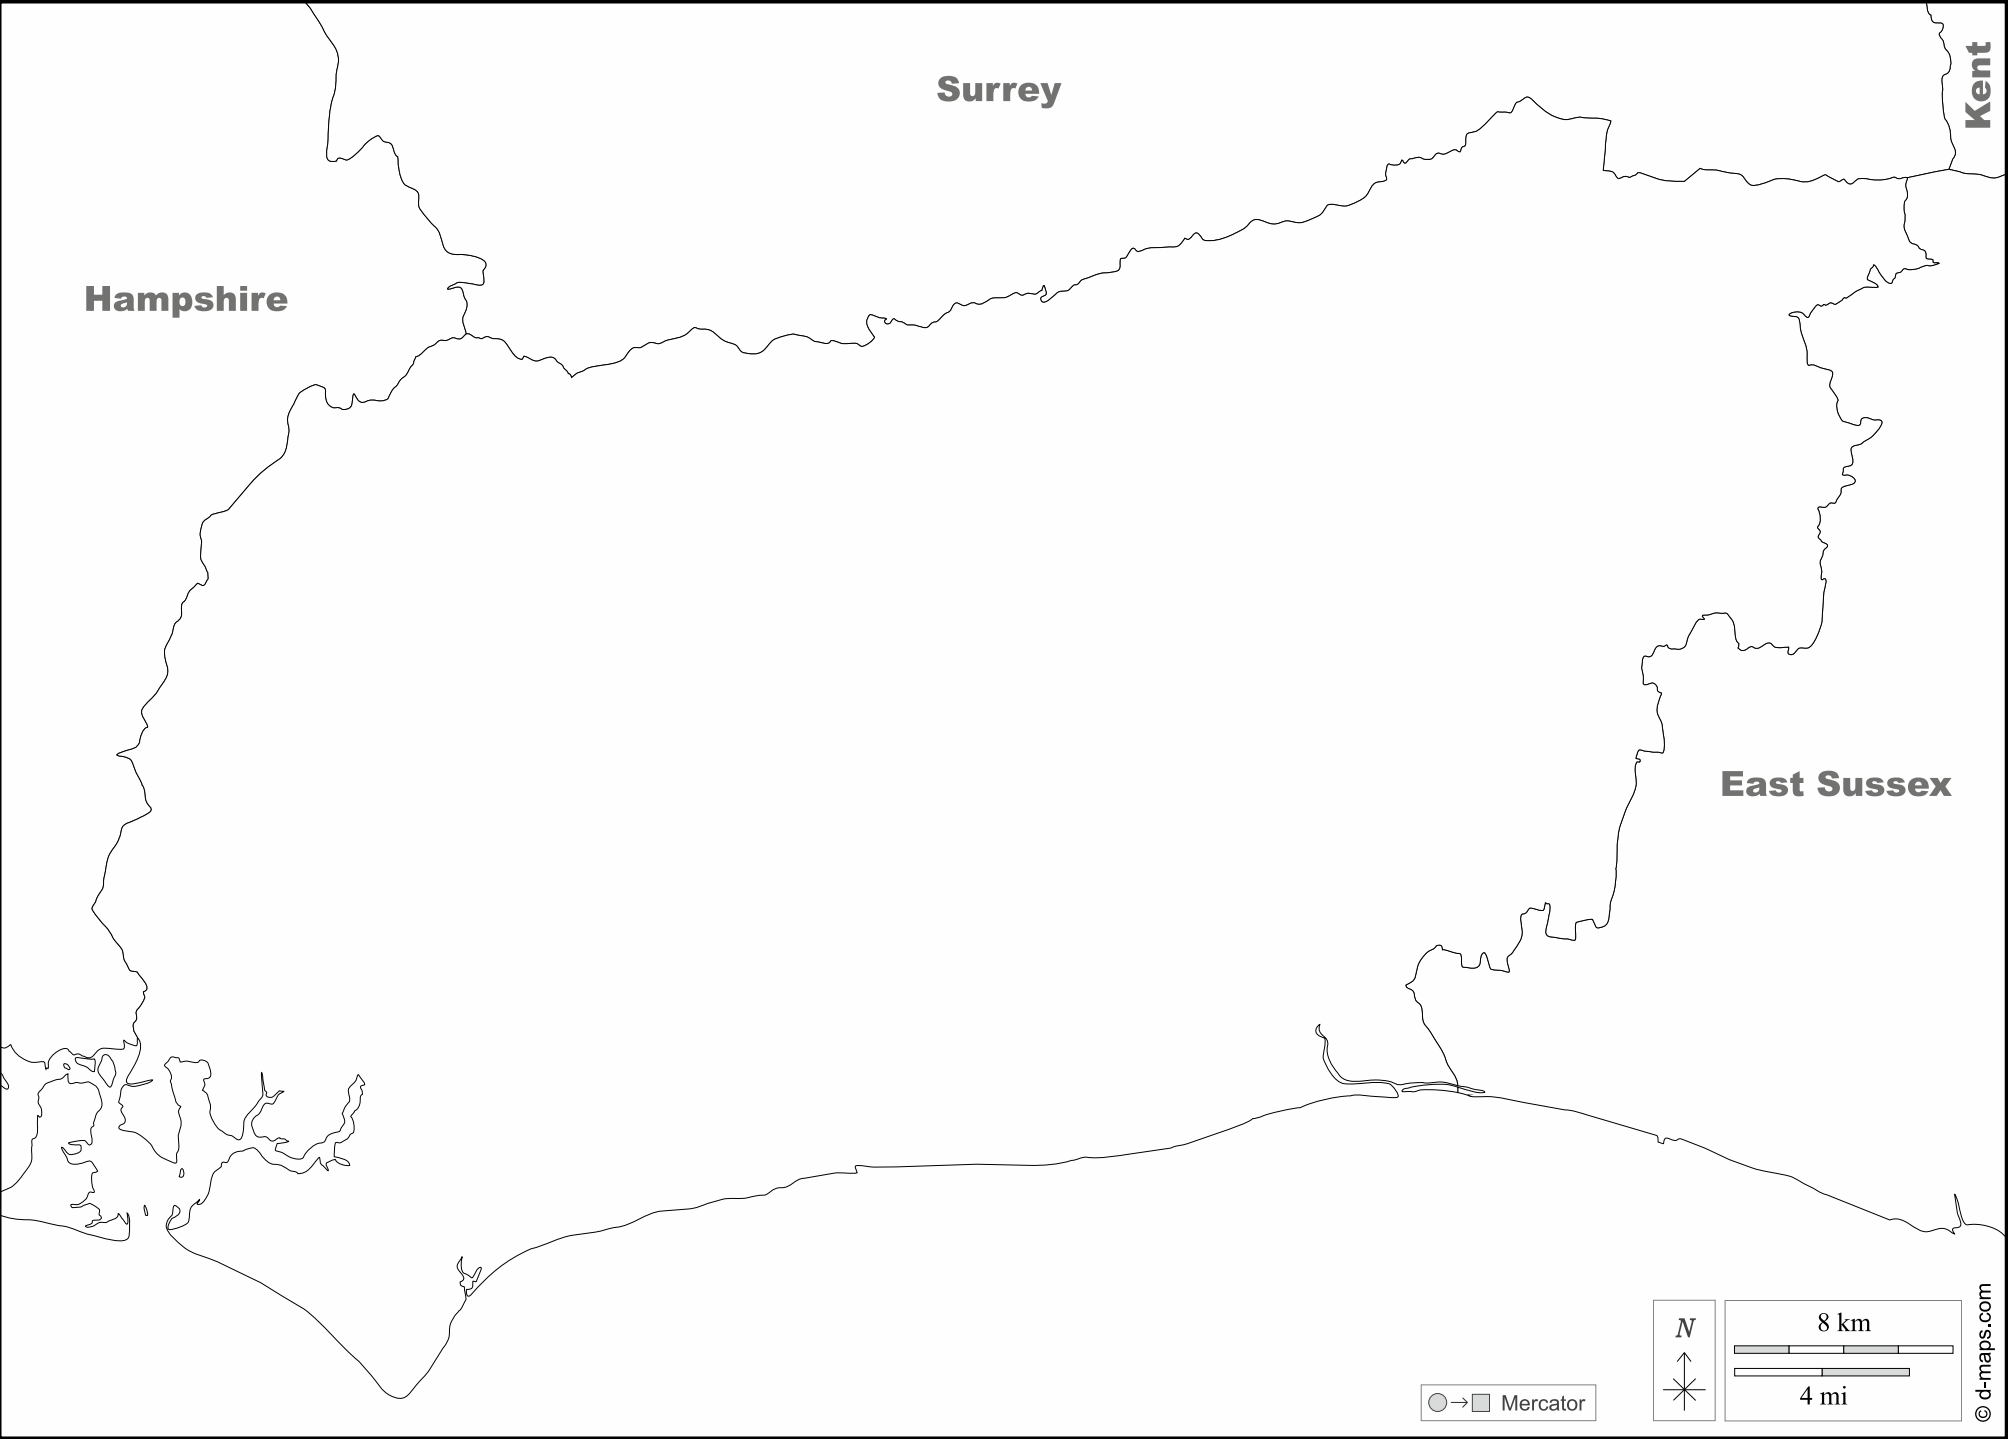 Surrey
Kent
Hampshire
East Sussex
N
8 km
4 mi
Mercator
© d-maps.com